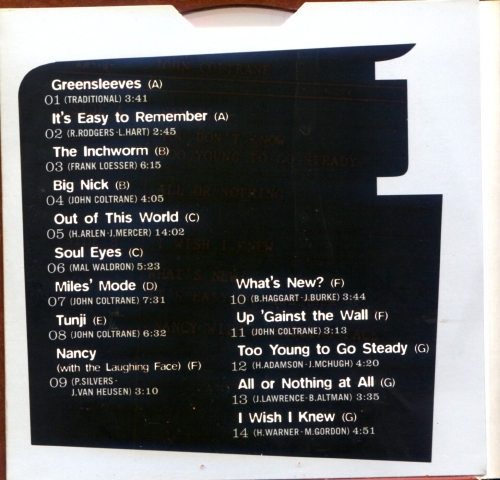 Greensleeves (A)
01 (TRADITIONAL) 3:41
It's Easy to Remember (A)
02 (R.RODGERS-L.HART) 2:45
The Inchworm (B)
03 (FRANK LOESSER) 6:15
Big Nick (B)
04 (JOHN COLTRANE) 4:05
Out of This World (C)
05 (H.ARLEN-J.MERCER) 14:02
Soul Eyes (C)
06 (MAL WALDRON) 5:23
Miles' Mode (D)
07 (JOHN COLTRANE) 7:31
Tunji (E)
08 (JOHN COLTRANE) 6:32
Nancy
(with the Laughing Face) (F)
09 (P.SILVERS-
J.VAN HEUSEN) 3:10
What's New? (F)
10 (B.HAGGART-J.BURKE) 3:44
Up 'Gainst the Wall (F)
11 (JOHN COLTRANE) 3:13
Too Young to Go Steady (G)
12 (H.ADAMSON-J.MCHUGH) 4:20
All or Nothing at All (G)
13 (J.LAWRENCE-B.ALTMAN) 3:35
I Wish I Knew (G)
14 (H.WARNER-M.GORDON) 4:51